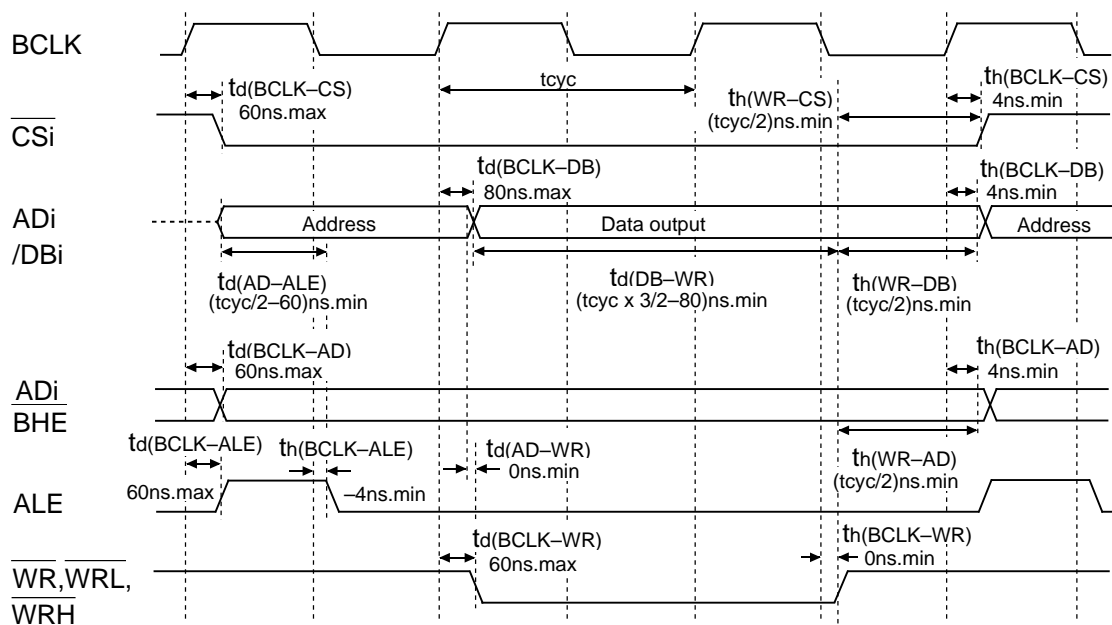 BCLK
td(BCLK–CS)
60ns.max
tcyc
th(WR–CS)
(tcyc/2)ns.min
th(BCLK–CS)
4ns.min
CSi
td(BCLK–DB)
80ns.max
th(BCLK–DB)
4ns.min
ADi
/DBi
Address
Data output
Address
td(AD–ALE)
(tcyc/2–60)ns.min
td(DB–WR)
(tcyc x 3/2–80)ns.min
th(WR–DB)
(tcyc/2)ns.min
td(BCLK–AD)
60ns.max
th(BCLK–AD)
4ns.min
ADi
BHE
td(BCLK–ALE)
60ns.max
th(BCLK–ALE)
–4ns.min
td(AD–WR)
0ns.min
th(WR–AD)
(tcyc/2)ns.min
ALE
td(BCLK–WR)
60ns.max
th(BCLK–WR)
0ns.min
WR,WRL,
WRH